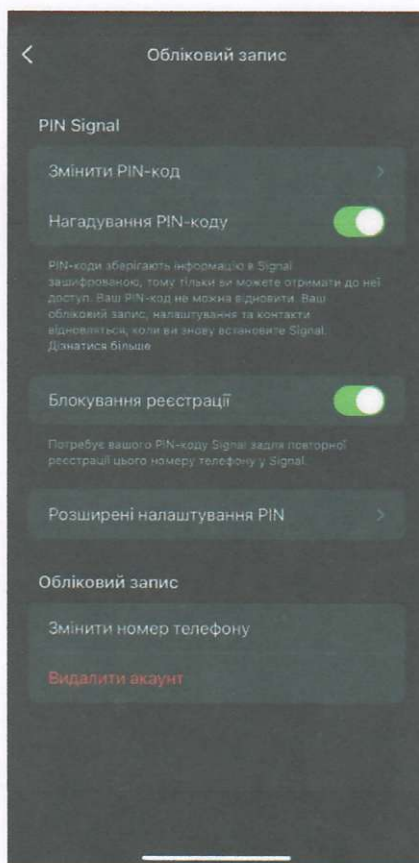 Обліковий запис
PIN Signal
Змінити PIN-код
Нагадування PIN-коду
PIN-коди зберігають інформацію в Signal
зашифрованою, тому тільки ви можете отримати до неї
доступ. Ваш PIN-код не можна відновити. Ваш
обліковий запис, налаштування та контакти
відновляться, коли ви знову встановите Signal.
Дізнатися більше
Блокування реєстрації
Потребує вашого PIN-коду Signal задля повторної
реєстрації цього номеру телефону у Signal.
Розширені налаштування PIN
Обліковий запис
Змінити номер телефону
Видалити акаунт